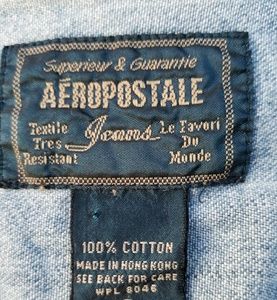 Superieur & Guarantie
AÉROPOSTALE
Textile Jeans Le Favori
Tres Du
Resistant Monde
100% COTTON
MADE IN HONG KONG
SEE BACK FOR CARE
WPL 8046